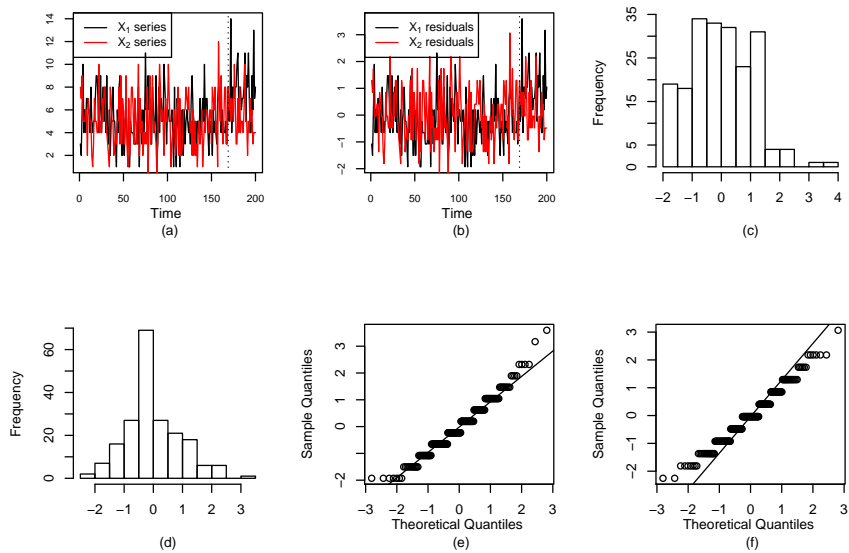 2 4 6 8 10 12 14
X₁ series
X₂ series
0 50 100 150 200
Time
(a)
−2 −1 0 1 2 3
X₁ residuals
X₂ residuals
0 50 100 150 200
Time
(b)
Frequency
0 5 15 25 35
−2 −1 0 1 2 3 4
(c)
Frequency
0 20 40 60
−2 −1 0 1 2 3
(d)
Sample Quantiles
−2 −1 0 1 2 3
−3 −2 −1 0 1 2 3
Theoretical Quantiles
(e)
Sample Quantiles
−2 −1 0 1 2 3
−3 −2 −1 0 1 2 3
Theoretical Quantiles
(f)